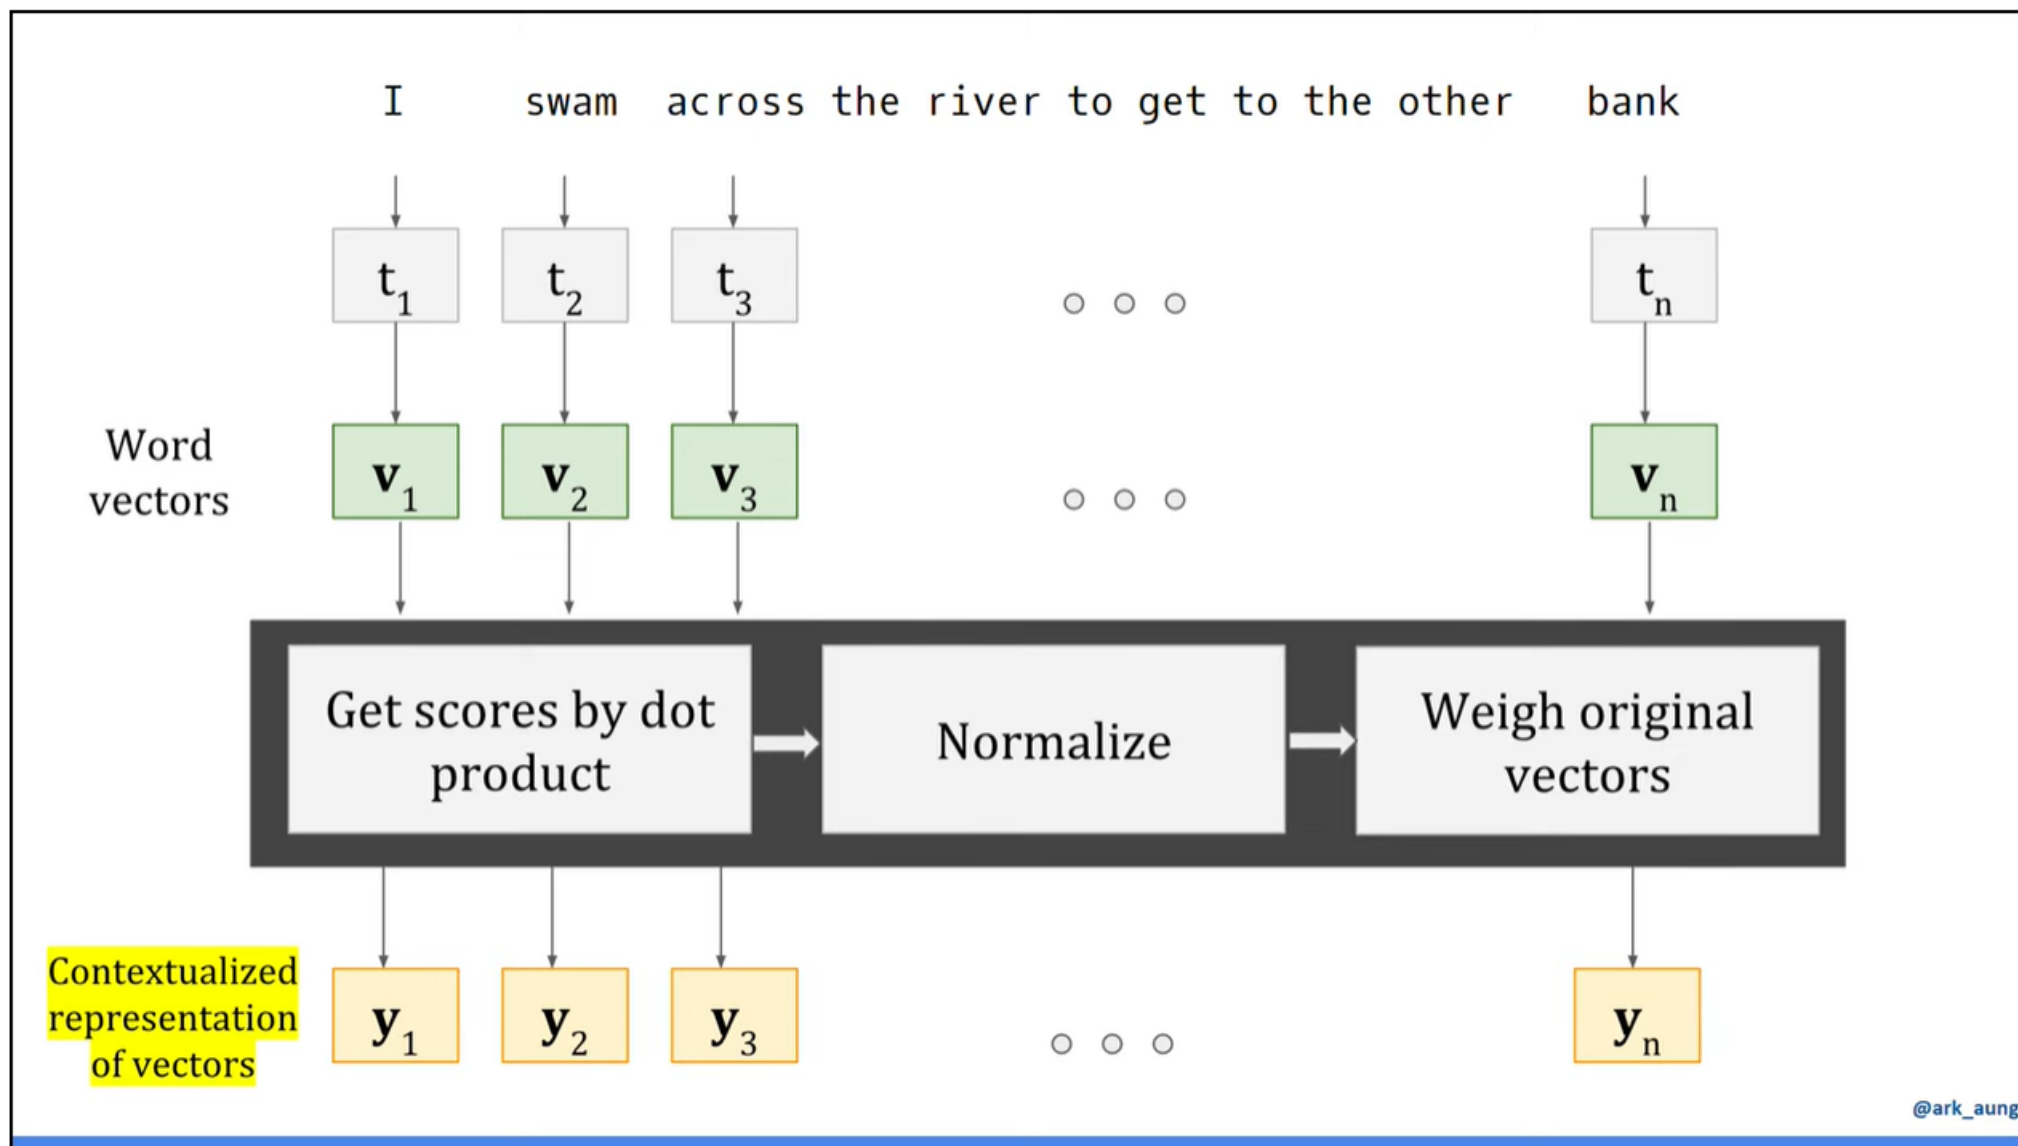 I swam across the river to get to the other bank
t1 t2 t3 tn
Word
vectors
v1 v2 v3 vn
Get scores by dot
product
Normalize
Weigh original
vectors
Contextualized
representation
of vectors
y1 y2 y3 yn
@ark_aung